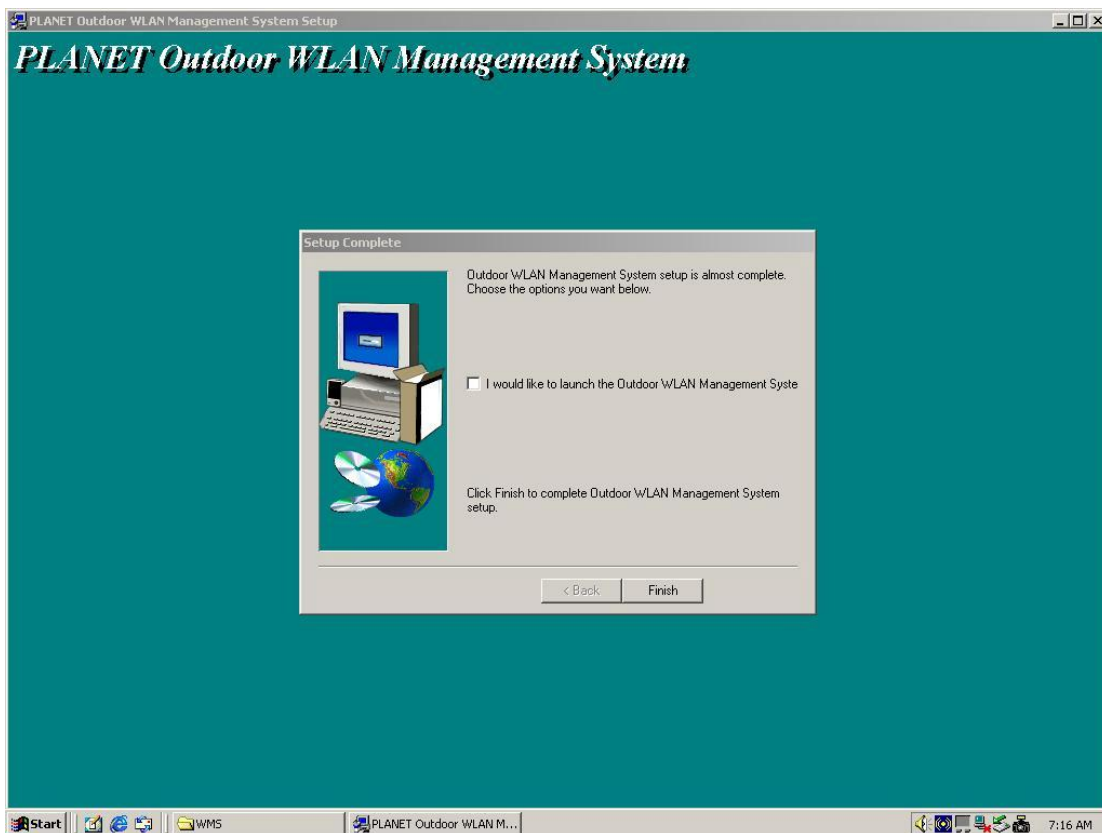 PLANET Outdoor WLAN Management System Setup
PLANET Outdoor WLAN Management System
Setup Complete
Outdoor WLAN Management System setup is almost complete.
Choose the options you want below.
I would like to launch the Outdoor WLAN Management Syste
Click Finish to complete Outdoor WLAN Management System
setup.
< Back
Finish
Start
WMS
PLANET Outdoor WLAN M...
7:16 AM